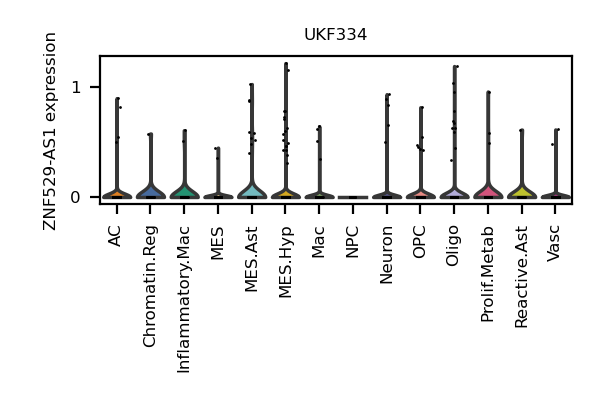 UKF334
ZNF529-AS1 expression
1
0
AC
Chromatin.Reg
Inflammatory.Mac
MES
MES.Ast
MES.Hyp
Mac
NPC
Neuron
OPC
Oligo
Prolif.Metab
Reactive.Ast
Vasc